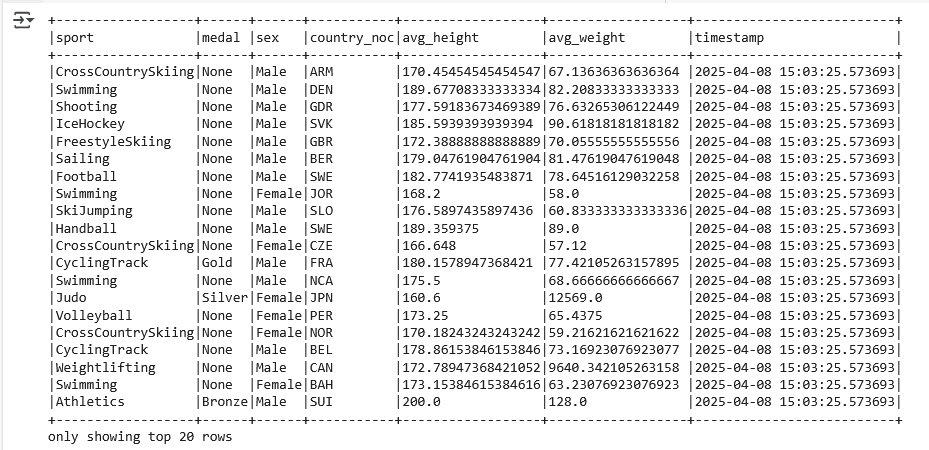 +------------------+------+------+-----------+------------------+------------------+--------------------------+
|sport             |medal |sex   |country_noc|avg_height        |avg_weight        |timestamp                 |
+------------------+------+------+-----------+------------------+------------------+--------------------------+
|CrossCountrySkiing|None  |Male  |ARM        |170.45454545454547|67.13636363636364 |2025-04-08 15:03:25.573693|
|Swimming          |None  |Male  |DEN        |189.67708333333334|82.20833333333333 |2025-04-08 15:03:25.573693|
|Shooting          |None  |Male  |GDR        |177.59183673469389|76.63265306122449 |2025-04-08 15:03:25.573693|
|IceHockey         |None  |Male  |SVK        |185.5939393939394 |90.61818181818182 |2025-04-08 15:03:25.573693|
|FreestyleSkiing   |None  |Male  |GBR        |172.38888888888889|70.05555555555556 |2025-04-08 15:03:25.573693|
|Sailing           |None  |Male  |BER        |179.04761904761904|81.47619047619048 |2025-04-08 15:03:25.573693|
|Football          |None  |Male  |SWE        |182.7741935483871 |78.64516129032258 |2025-04-08 15:03:25.573693|
|Swimming          |None  |Female|JOR        |168.2             |58.0              |2025-04-08 15:03:25.573693|
|SkiJumping        |None  |Male  |SLO        |176.5897435897436 |60.833333333333336|2025-04-08 15:03:25.573693|
|Handball          |None  |Male  |SWE        |189.359375        |89.0              |2025-04-08 15:03:25.573693|
|CrossCountrySkiing|None  |Female|CZE        |166.648           |57.12             |2025-04-08 15:03:25.573693|
|CyclingTrack      |Gold  |Male  |FRA        |180.1578947368421 |77.42105263157895 |2025-04-08 15:03:25.573693|
|Swimming          |None  |Male  |NCA        |175.5             |68.66666666666667 |2025-04-08 15:03:25.573693|
|Judo              |Silver|Female|JPN        |160.6             |12569.0           |2025-04-08 15:03:25.573693|
|Volleyball        |None  |Female|PER        |173.25            |65.4375           |2025-04-08 15:03:25.573693|
|CrossCountrySkiing|None  |Female|NOR        |170.18243243243242|59.21621621621622 |2025-04-08 15:03:25.573693|
|CyclingTrack      |None  |Male  |BEL        |178.86153846153846|73.16923076923077 |2025-04-08 15:03:25.573693|
|Weightlifting     |None  |Male  |CAN        |172.78947368421052|9640.342105263158 |2025-04-08 15:03:25.573693|
|Swimming          |None  |Female|BAH        |173.15384615384616|63.23076923076923 |2025-04-08 15:03:25.573693|
|Athletics         |Bronze|Male  |SUI        |200.0             |128.0             |2025-04-08 15:03:25.573693|
+------------------+------+------+-----------+------------------+------------------+--------------------------+
only showing top 20 rows